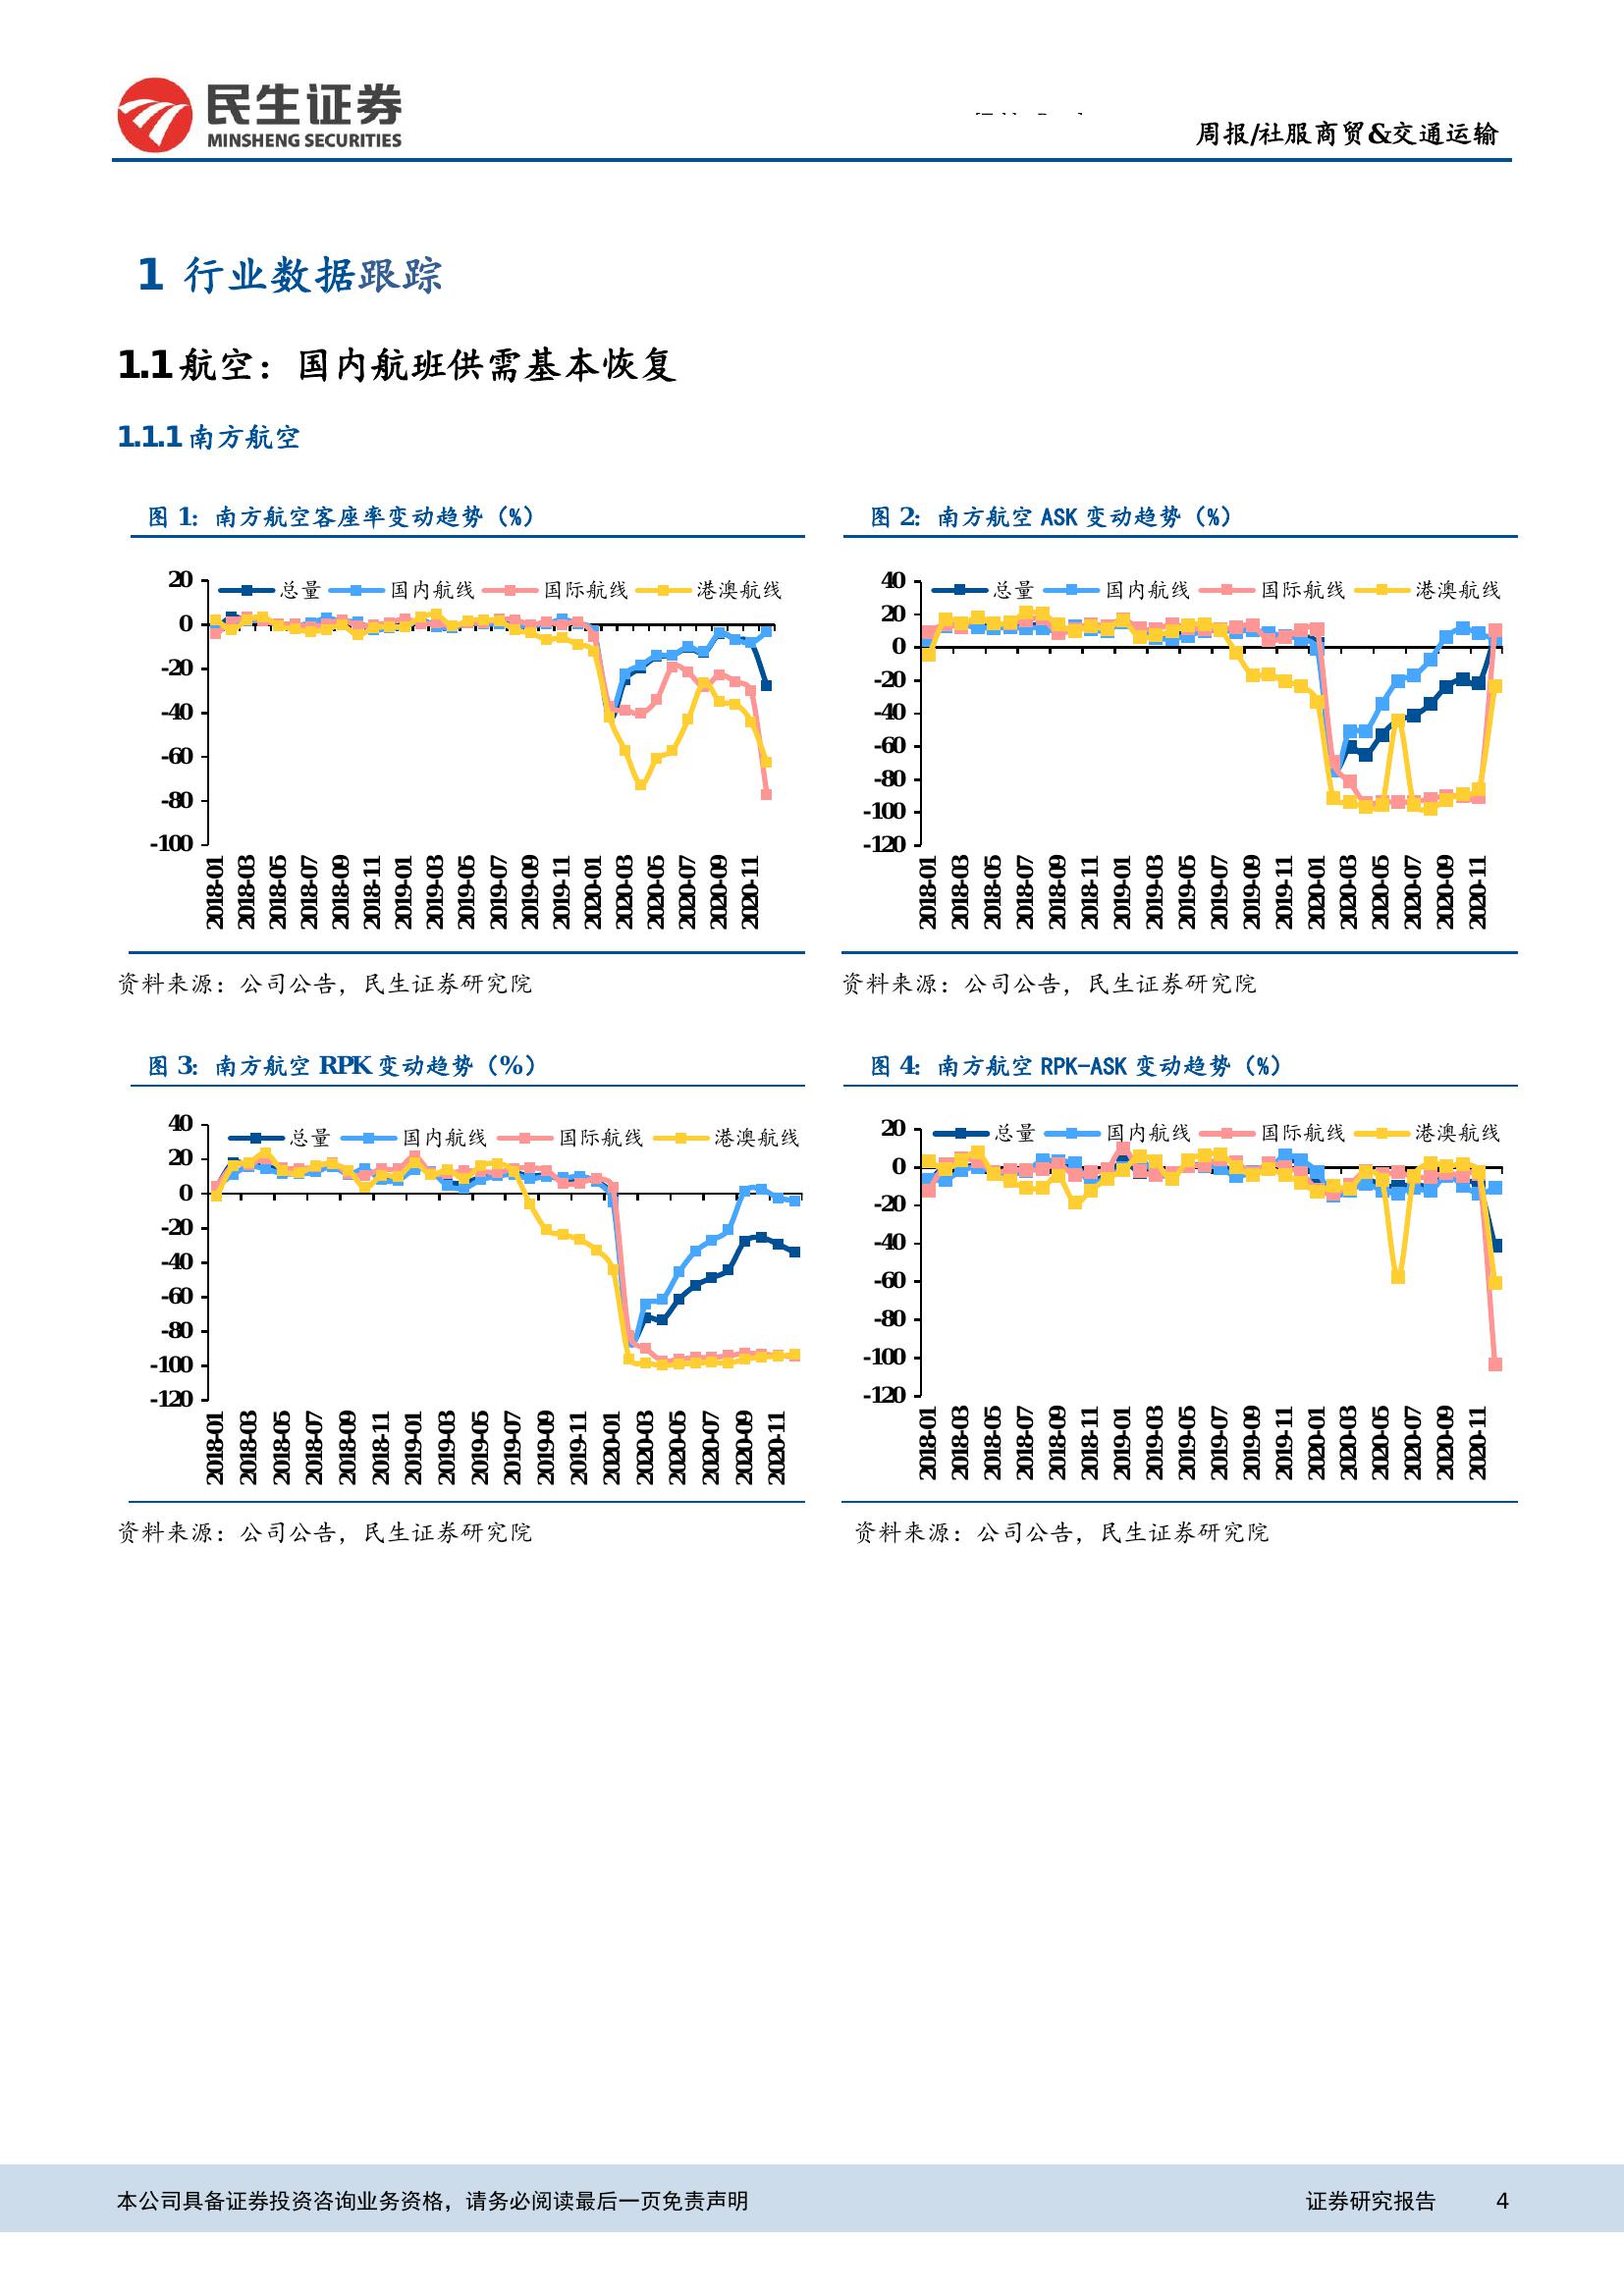 民生证券
MINSHENG SECURITIES
周报/社服商贸&交通运输
1 行业数据跟踪
1.1 航空：国内航班供需基本恢复
1.1.1 南方航空
图 1：南方航空客座率变动趋势（%）
总量 国内航线 国际航线 港澳航线
20
0
-20
-40
-60
-80
-100
2018-01 2018-03 2018-05 2018-07 2018-09 2018-11 2019-01 2019-03 2019-05 2019-07 2019-09 2019-11 2020-01 2020-03 2020-05 2020-07 2020-09 2020-11
资料来源：公司公告，民生证券研究院
图 2：南方航空 ASK 变动趋势（%）
总量 国内航线 国际航线 港澳航线
40
20
0
-20
-40
-60
-80
-100
-120
2018-01 2018-03 2018-05 2018-07 2018-09 2018-11 2019-01 2019-03 2019-05 2019-07 2019-09 2019-11 2020-01 2020-03 2020-05 2020-07 2020-09 2020-11
资料来源：公司公告，民生证券研究院
图 3：南方航空 RPK 变动趋势（%）
总量 国内航线 国际航线 港澳航线
40
20
0
-20
-40
-60
-80
-100
-120
2018-01 2018-03 2018-05 2018-07 2018-09 2018-11 2019-01 2019-03 2019-05 2019-07 2019-09 2019-11 2020-01 2020-03 2020-05 2020-07 2020-09 2020-11
资料来源：公司公告，民生证券研究院
图 4：南方航空 RPK-ASK 变动趋势（%）
总量 国内航线 国际航线 港澳航线
20
0
-20
-40
-60
-80
-100
-120
2018-01 2018-03 2018-05 2018-07 2018-09 2018-11 2019-01 2019-03 2019-05 2019-07 2019-09 2019-11 2020-01 2020-03 2020-05 2020-07 2020-09 2020-11
资料来源：公司公告，民生证券研究院
本公司具备证券投资咨询业务资格，请务必阅读最后一页免责声明
证券研究报告 4